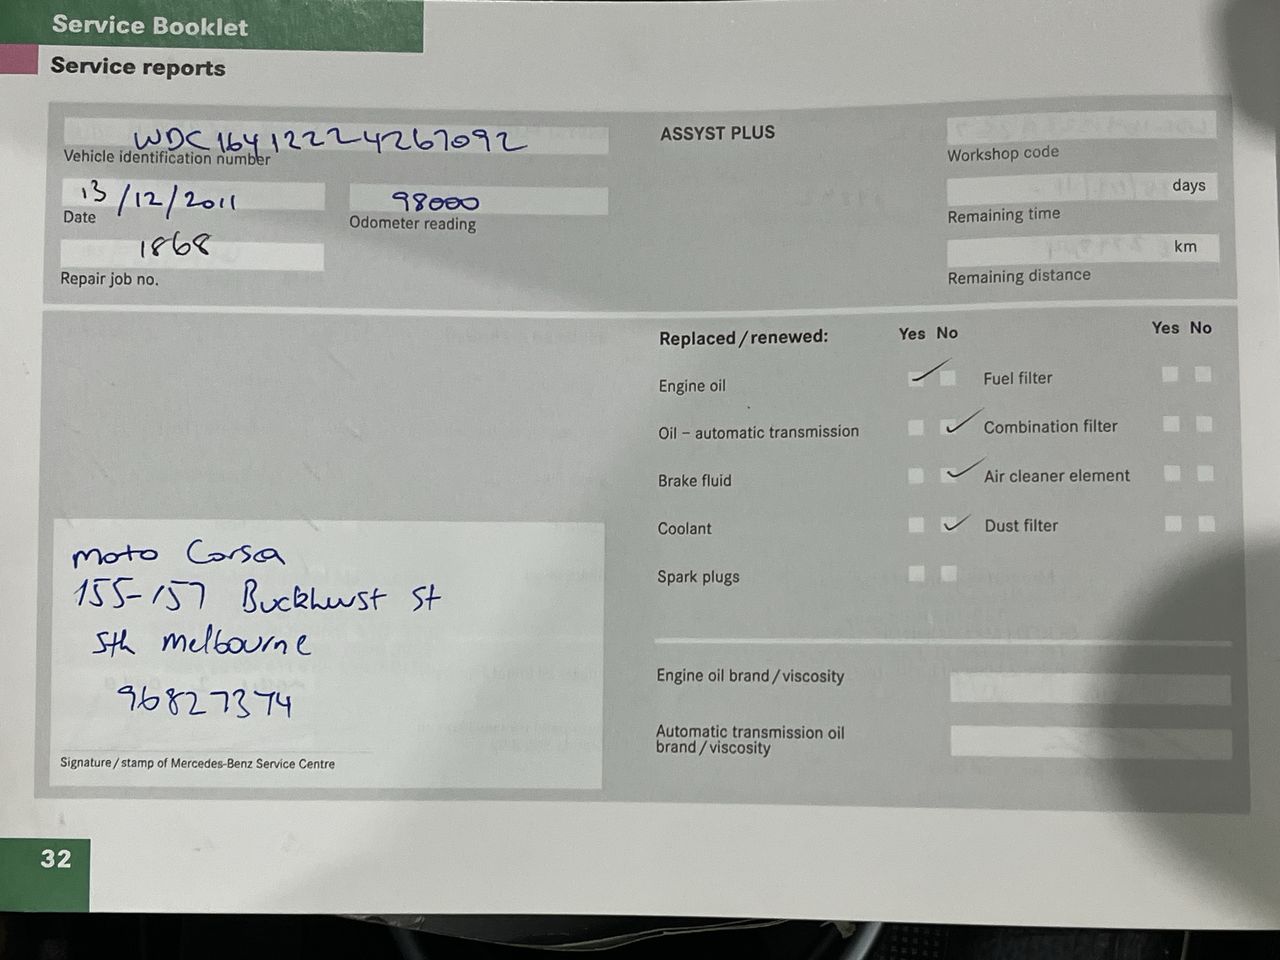 Service Booklet
Service reports
WDC16412224267092
Vehicle identification number
13/12/2011
Date
98000
Odometer reading
1868
Repair job no.
ASSYST PLUS
Workshop code
days
Remaining time
km
Remaining distance
Replaced/renewed:
Yes No
Yes No
Engine oil
Fuel filter
Oil – automatic transmission
Combination filter
Brake fluid
Air cleaner element
Coolant
Dust filter
Spark plugs
Engine oil brand/viscosity
Automatic transmission oil
brand/viscosity
Moto Corsa
155-157 Buckhurst St
Sth Melbourne
96827374
Signature/stamp of Mercedes-Benz Service Centre
32